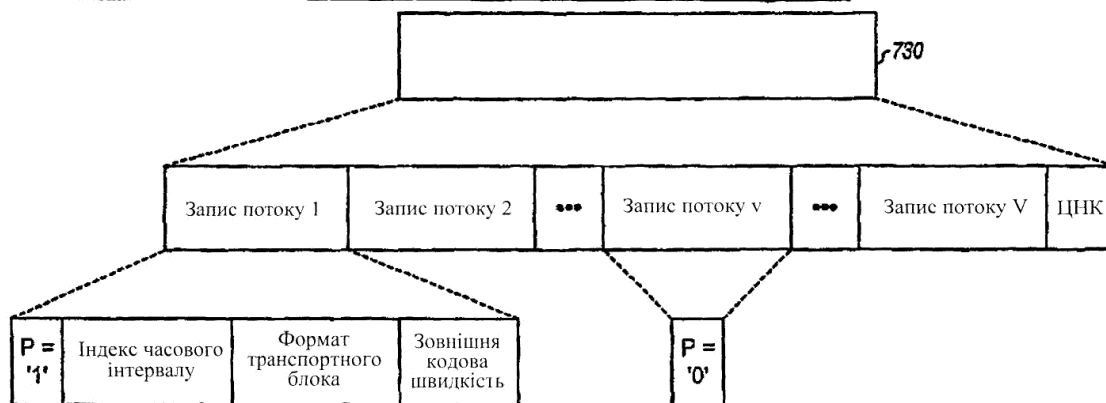 730
Запис потоку 1
Запис потоку 2
•••
Запис потоку v
•••
Запис потоку V
ЦНК
P =
'1'
Індекс часового
інтервалу
Формат
транспортного
блока
Зовнішня
кодова
швидкість
P =
'0'